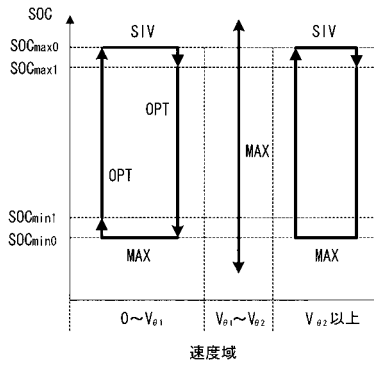 SOC
SOCmax0
SIV
SIV
SOCmax1
OPT
MAX
OPT
SOCmin1
SOCmin0
MAX
MAX
0～Vθ1
Vθ1～Vθ2
Vθ2以上
速度域